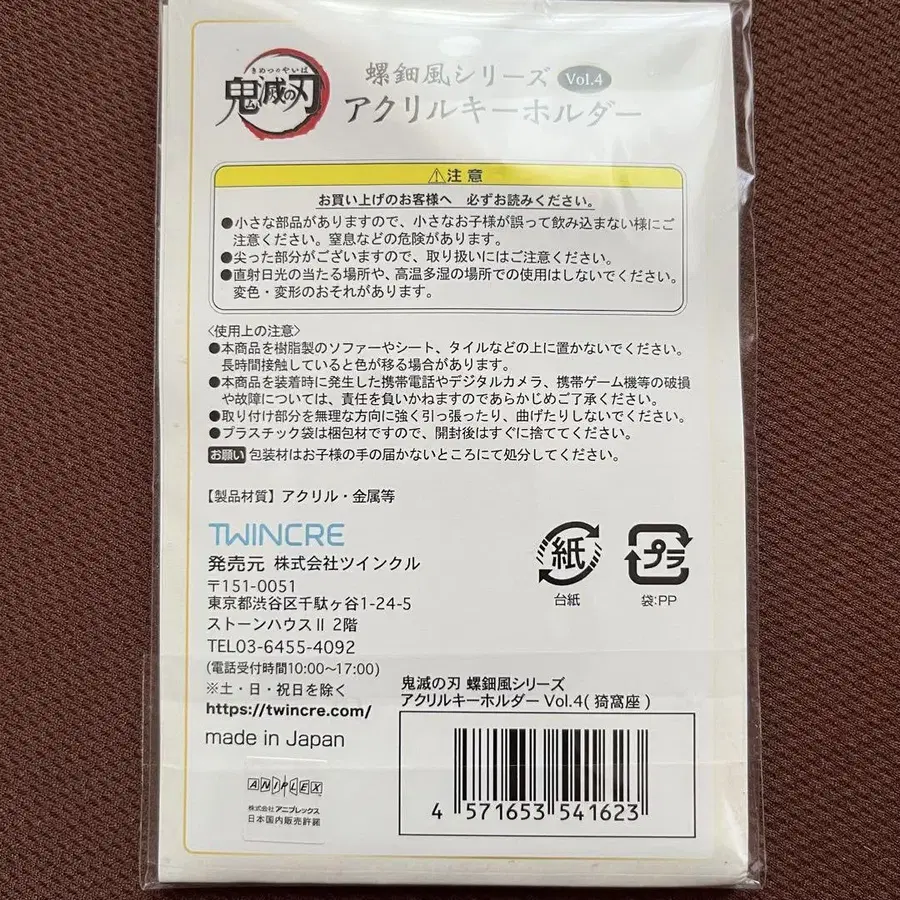 きめつのやいば
鬼滅の刃
螺鈿風シリーズ Vol.4
アクリルキーホルダー
⚠注意
お買い上げのお客様へ 必ずお読みください。
●小さな部品がありますので、小さなお子様が誤って飲み込まない様にご
注意ください。窒息などの危険があります。
●尖った部分がございますので、取り扱いにはご注意ください。
●直射日光の当たる場所や、高温多湿の場所での使用はしないでください。
変色・変形のおそれがあります。
〈使用上の注意〉
●本商品を樹脂製のソファーやシート、タイルなどの上に置かないでください。
長時間接触していると色が移る場合があります。
●本商品を装着時に発生した携帯電話やデジタルカメラ、携帯ゲーム機等の破損
や故障については、責任を負いかねますのであらかじめご了承ください。
●取り付け部分を無理な方向に強く引っ張ったり、曲げたりしないでください。
●プラスチック袋は梱包材ですので、開封後はすぐに捨ててください。
お願い 包装材はお子様の手の届かないところにて処分してください。
【製品材質】アクリル・金属等
TWINCRE
発売元 株式会社ツインクル
〒151-0051
東京都渋谷区千駄ヶ谷1-24-5
ストーンハウスⅡ 2階
TEL03-6455-4092
(電話受付時間10:00〜17:00)
※土・日・祝日を除く
https://twincre.com/
made in Japan
紙
台紙
プラ
袋:PP
鬼滅の刃 螺鈿風シリーズ
アクリルキーホルダー Vol.4( 猗窩座 )
4 571653 541623
ANIPLEX
株式会社アニプレックス
日本国内販売許諾